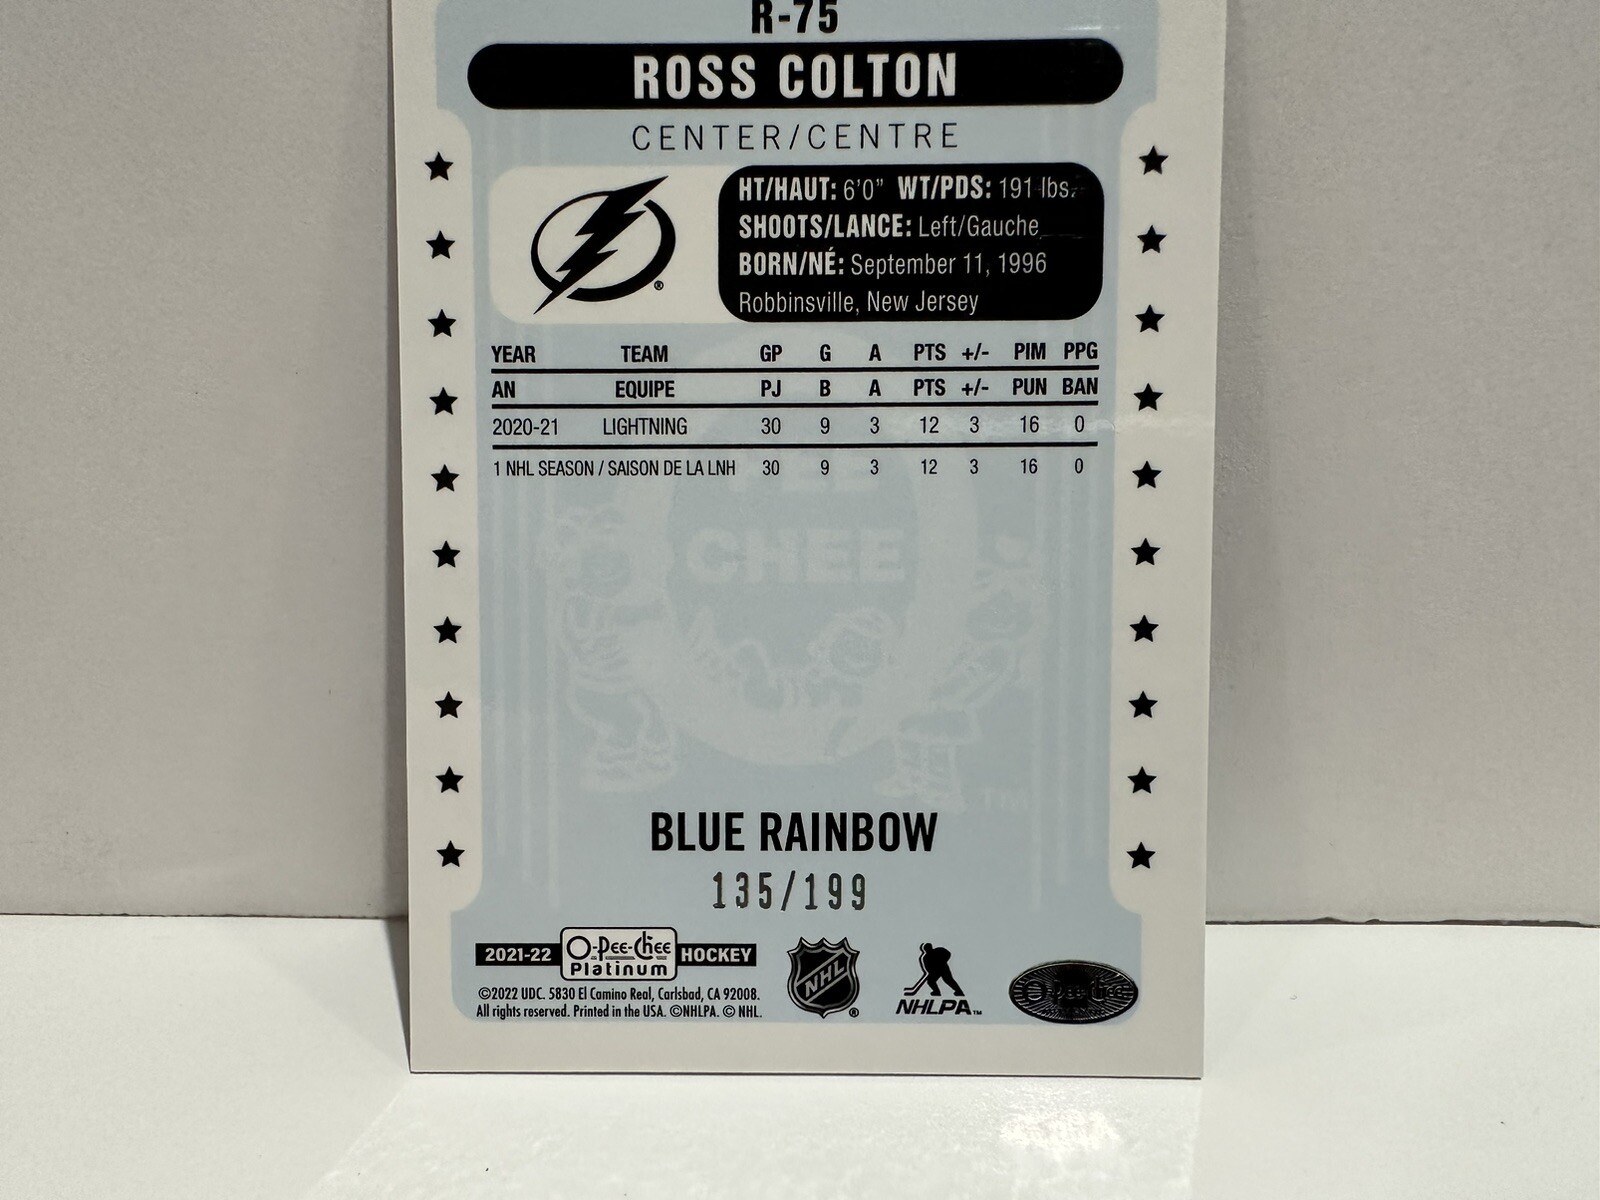 R-75
ROSS COLTON
CENTER/CENTRE
HT/HAUT: 6'0" WT/PDS: 191 lbs.
SHOOTS/LANCE: Left/Gauche
BORN/NÉ: September 11, 1996
Robbinsville, New Jersey
YEAR TEAM GP G A PTS +/- PIM PPG
AN EQUIPE PJ B A PTS +/- PUN BAN
2020-21 LIGHTNING 30 9 3 12 3 16 0
1 NHL SEASON / SAISON DE LA LNH 30 9 3 12 3 16 0
CHEE
TM
BLUE RAINBOW
135/199
2021-22 O-Pee-Chee Platinum HOCKEY
©2022 UDC. 5830 El Camino Real, Carlsbad, CA 92008.
All rights reserved. Printed in the USA. ©NHLPA. © NHL.
NHL ®
NHLPA™
O-Pee-Chee